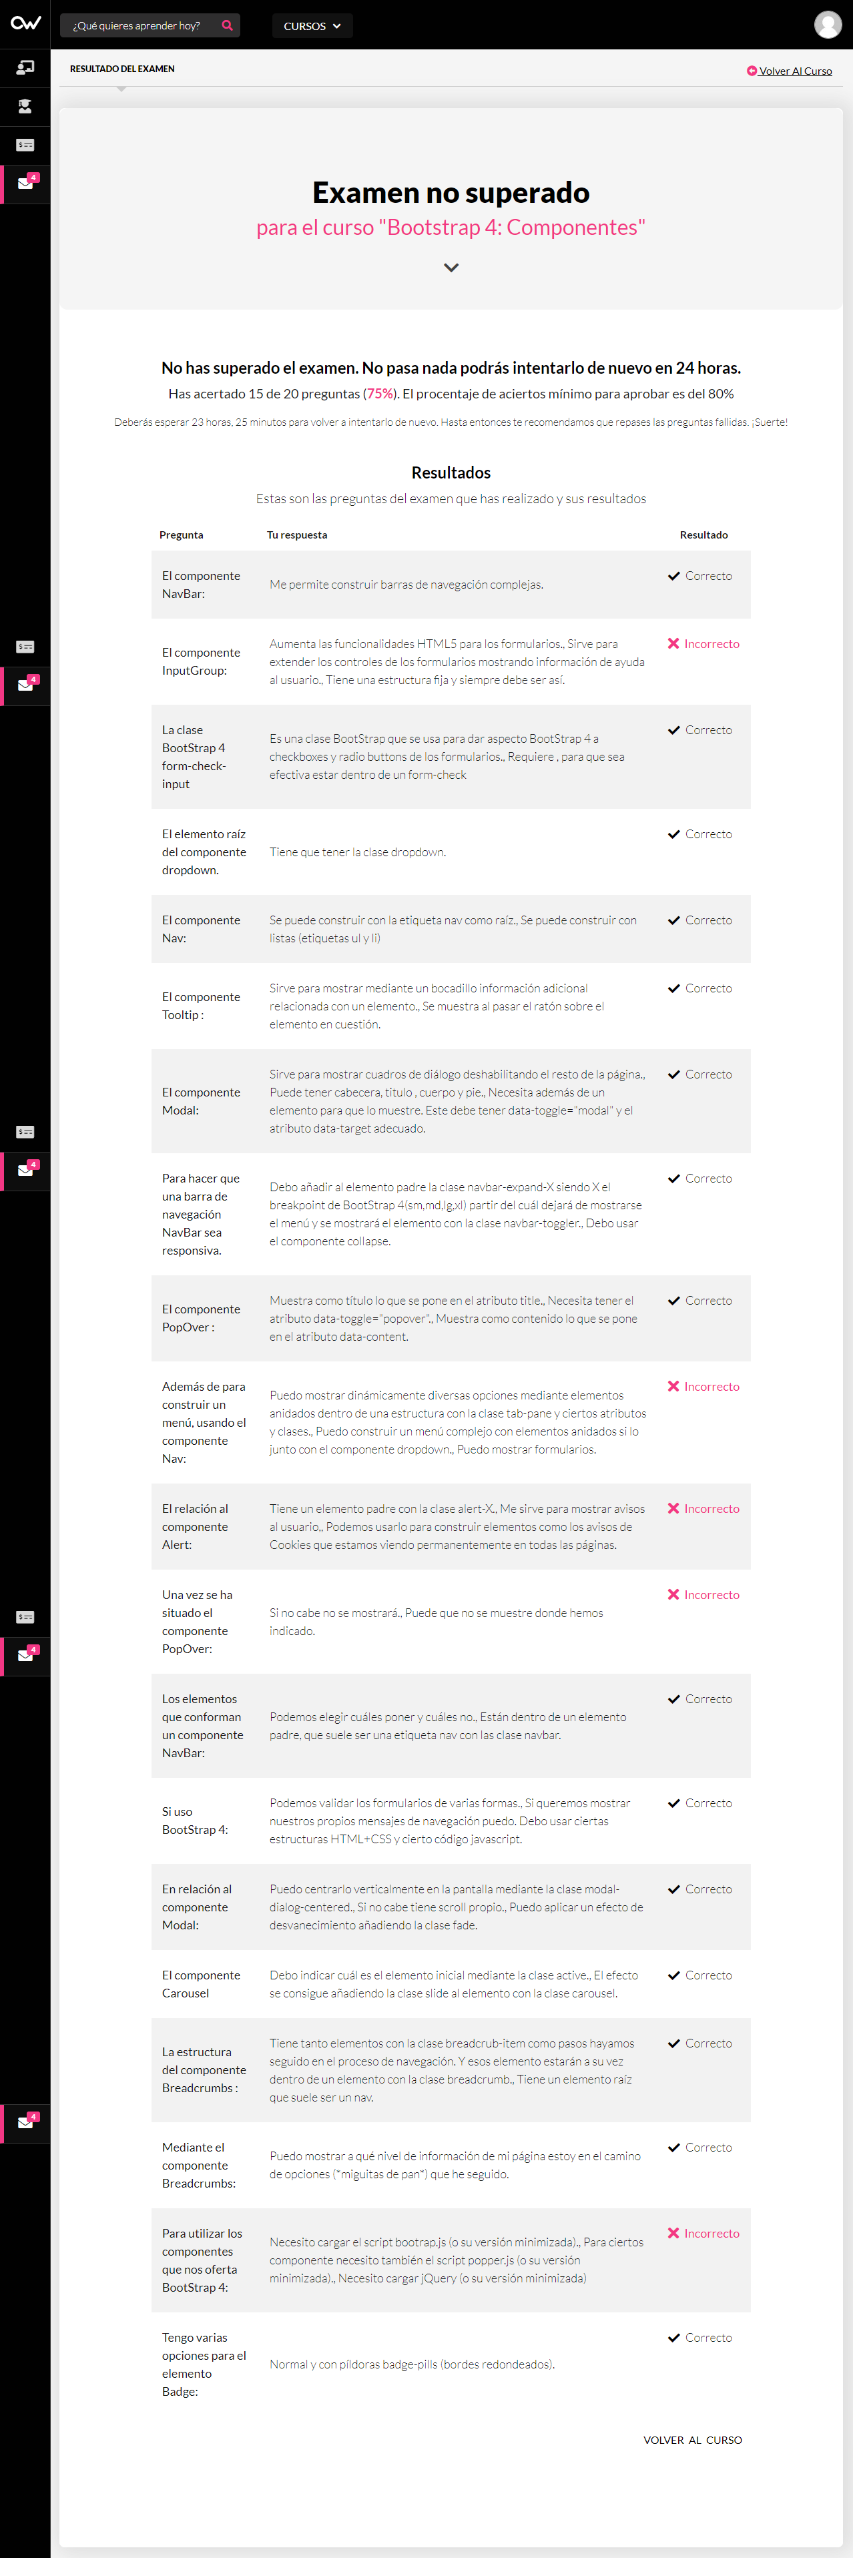 OW
¿Qué quieres aprender hoy?
CURSOS
RESULTADO DEL EXAMEN
Volver Al Curso
4
Examen no superado
para el curso "Bootstrap 4: Componentes"
No has superado el examen. No pasa nada podrás intentarlo de nuevo en 24 horas.
Has acertado 15 de 20 preguntas (75%). El procentaje de aciertos mínimo para aprobar es del 80%
Deberás esperar 23 horas, 25 minutos para volver a intentarlo de nuevo. Hasta entonces te recomendamos que repases las preguntas fallidas. ¡Suerte!
Resultados
Estas son las preguntas del examen que has realizado y sus resultados
Pregunta Tu respuesta Resultado
El componente
NavBar:
Me permite construir barras de navegación complejas.
Correcto
El componente
InputGroup:
Aumenta las funcionalidades HTML5 para los formularios., Sirve para
extender los controles de los formularios mostrando información de ayuda
al usuario., Tiene una estructura fija y siempre debe ser así.
Incorrecto
La clase
BootStrap 4
form-check-
input
Es una clase BootStrap que se usa para dar aspecto BootStrap 4 a
checkboxes y radio buttons de los formularios., Requiere , para que sea
efectiva estar dentro de un form-check
Correcto
El elemento raíz
del componente
dropdown.
Tiene que tener la clase dropdown.
Correcto
El componente
Nav:
Se puede construir con la etiqueta nav como raíz., Se puede construir con
listas (etiquetas ul y li)
Correcto
El componente
Tooltip :
Sirve para mostrar mediante un bocadillo información adicional
relacionada con un elemento., Se muestra al pasar el ratón sobre el
elemento en cuestión.
Correcto
El componente
Modal:
Sirve para mostrar cuadros de diálogo deshabilitando el resto de la página.,
Puede tener cabecera, titulo , cuerpo y pie., Necesita además de un
elemento para que lo muestre. Este debe tener data-toggle="modal" y el
atributo data-target adecuado.
Correcto
4
Para hacer que
una barra de
navegación
NavBar sea
responsiva.
Debo añadir al elemento padre la clase navbar-expand-X siendo X el
breakpoint de BootStrap 4(sm,md,lg,xl) partir del cuál dejará de mostrarse
el menú y se mostrará el elemento con la clase navbar-toggler., Debo usar
el componente collapse.
Correcto
4
El componente
PopOver :
Muestra como título lo que se pone en el atributo title., Necesita tener el
atributo data-toggle="popover"., Muestra como contenido lo que se pone
en el atributo data-content.
Correcto
Además de para
construir un
menú, usando el
componente
Nav:
Puedo mostrar dinámicamente diversas opciones mediante elementos
anidados dentro de una estructura con la clase tab-pane y ciertos atributos
y clases., Puedo construir un menú complejo con elementos anidados si lo
junto con el componente dropdown., Puedo mostrar formularios.
Incorrecto
El relación al
componente
Alert:
Tiene un elemento padre con la clase alert-X., Me sirve para mostrar avisos
al usuario,, Podemos usarlo para construir elementos como los avisos de
Cookies que estamos viendo permanentemente en todas las páginas.
Incorrecto
Una vez se ha
situado el
componente
PopOver:
Si no cabe no se mostrará., Puede que no se muestre donde hemos
indicado.
Incorrecto
4
Los elementos
que conforman
un componente
NavBar:
Podemos elegir cuáles poner y cuáles no., Están dentro de un elemento
padre, que suele ser una etiqueta nav con las clase navbar.
Correcto
Si uso
BootStrap 4:
Podemos validar los formularios de varias formas., Si queremos mostrar
nuestros propios mensajes de navegación puedo. Debo usar ciertas
estructuras HTML+CSS y cierto código javascript.
Correcto
En relación al
componente
Modal:
Puedo centrarlo verticalmente en la pantalla mediante la clase modal-
dialog-centered., Si no cabe tiene scroll propio., Puedo aplicar un efecto de
desvanecimiento añadiendo la clase fade.
Correcto
El componente
Carousel
Debo indicar cuál es el elemento inicial mediante la clase active., El efecto
se consigue añadiendo la clase slide al elemento con la clase carousel.
Correcto
La estructura
del componente
Breadcrumbs :
Tiene tanto elementos con la clase breadcrub-item como pasos hayamos
seguido en el proceso de navegación. Y esos elemento estarán a su vez
dentro de un elemento con la clase breadcrumb., Tiene un elemento raíz
que suele ser un nav.
Correcto
4
Mediante el
componente
Breadcrumbs:
Puedo mostrar a qué nivel de información de mi página estoy en el camino
de opciones ("miguitas de pan") que he seguido.
Correcto
Para utilizar los
componentes
que nos oferta
BootStrap 4:
Necesito cargar el script bootrap.js (o su versión minimizada)., Para ciertos
componente necesito también el script popper.js (o su versión
minimizada)., Necesito cargar jQuery (o su versión minimizada)
Incorrecto
Tengo varias
opciones para el
elemento
Badge:
Normal y con píldoras badge-pills (bordes redondeados).
Correcto
VOLVER AL CURSO